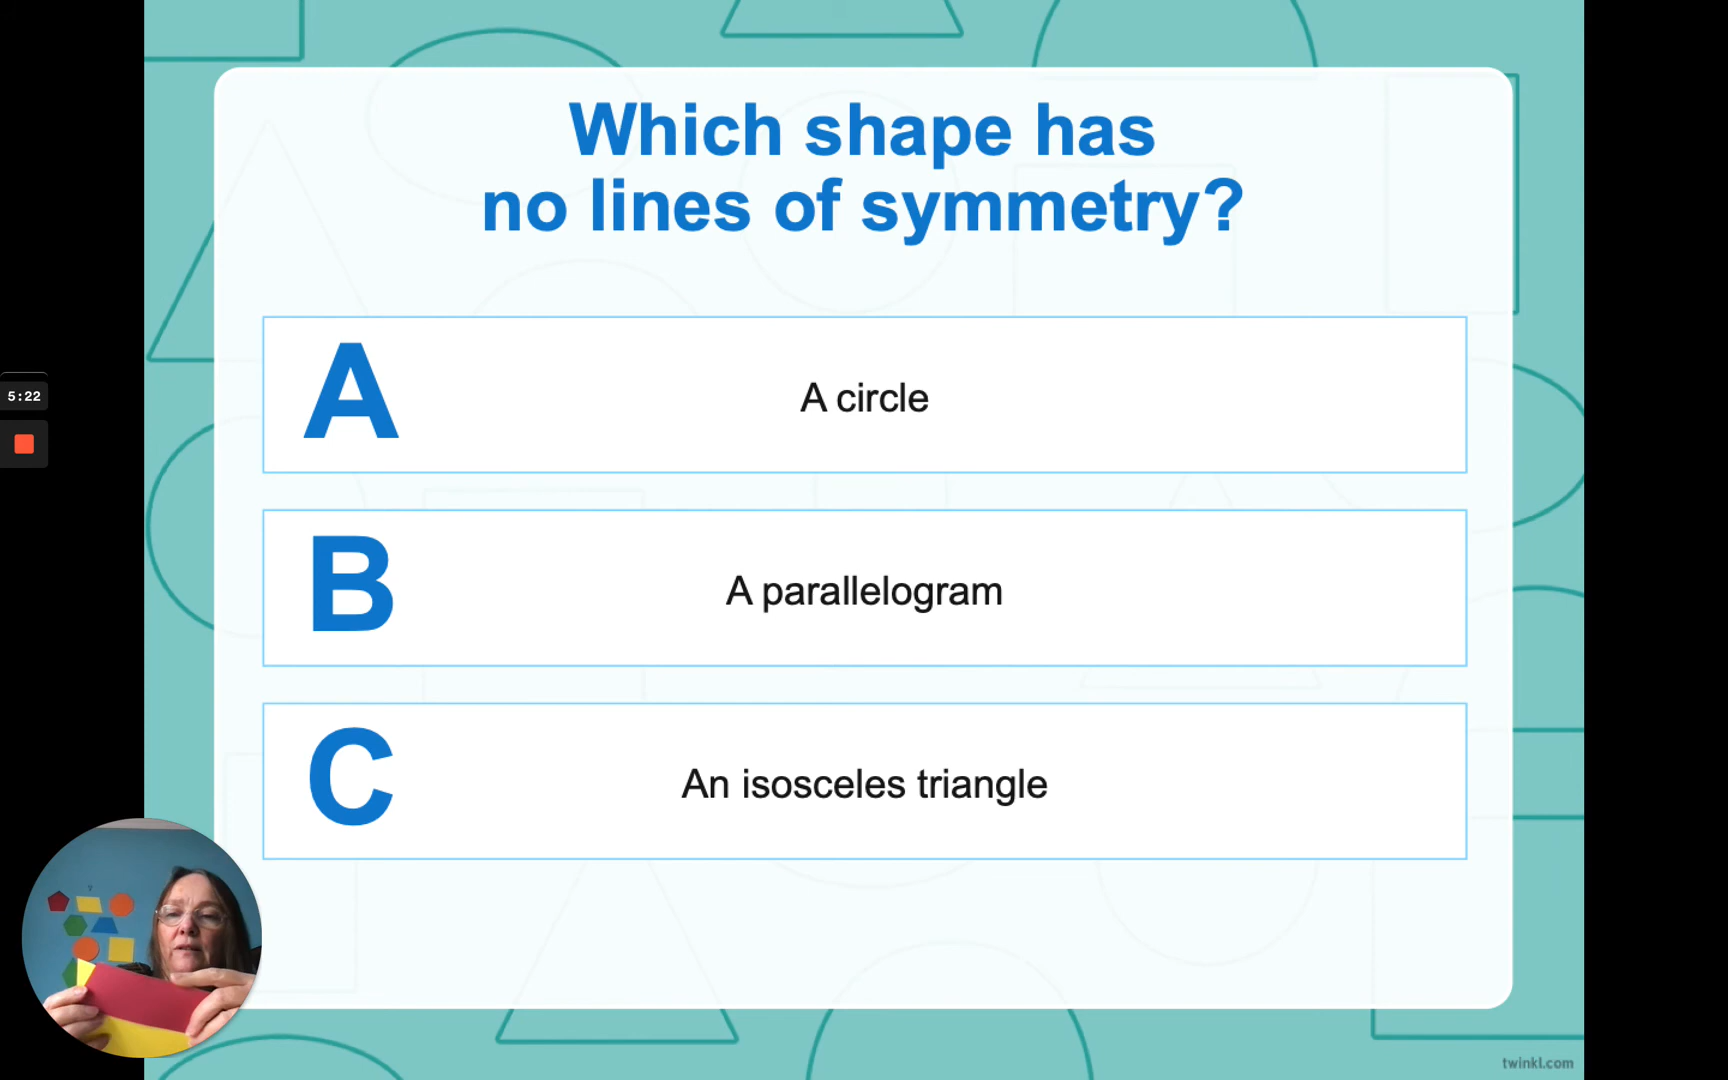 Which shape has
no lines of symmetry?
A
A circle
B
A parallelogram
C
An isosceles triangle
5:22
?
twinkl.com